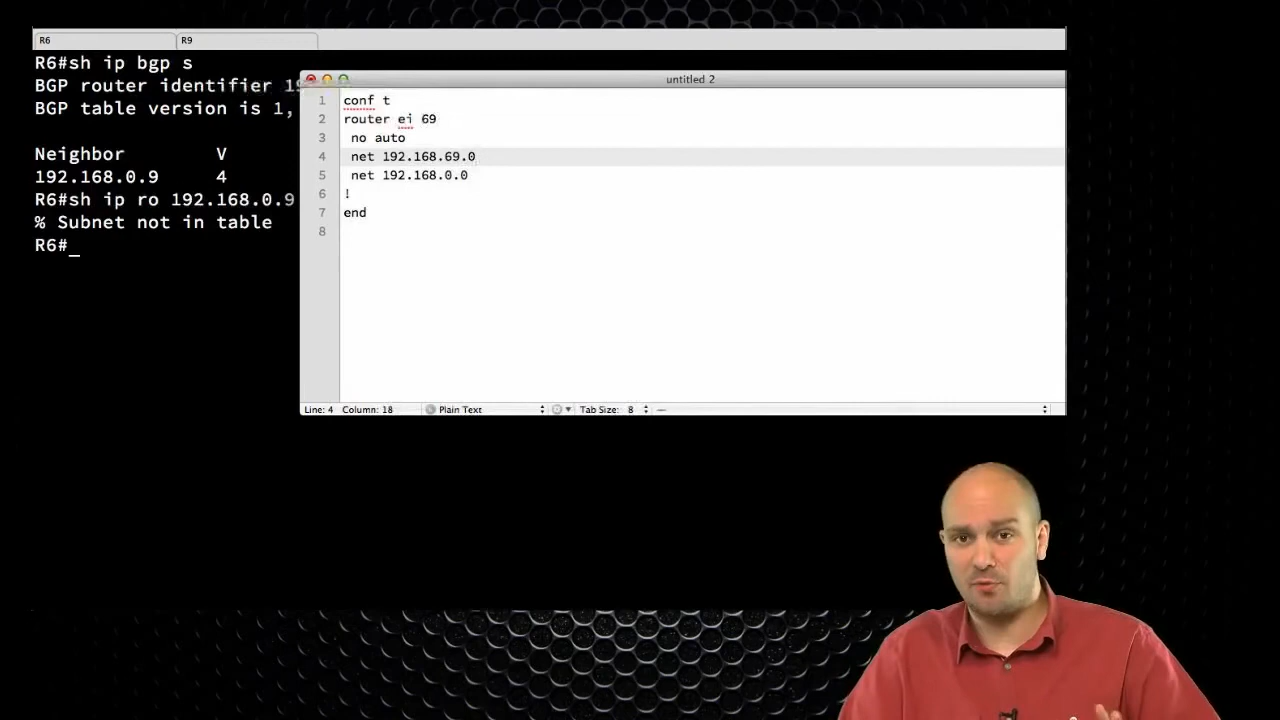 R6
R9
R6#sh ip bgp s
BGP router identifier
BGP table version is 1,
Neighbor V
192.168.0.9 4
R6#sh ip ro 192.168.0.9
% Subnet not in table
R6#_
untitled 2
1 conf t
2 router ei 69
3 no auto
4 net 192.168.69.0
5 net 192.168.0.0
6 !
7 end
8
Line: 4 Column: 18 Plain Text Tab Size: 8 —